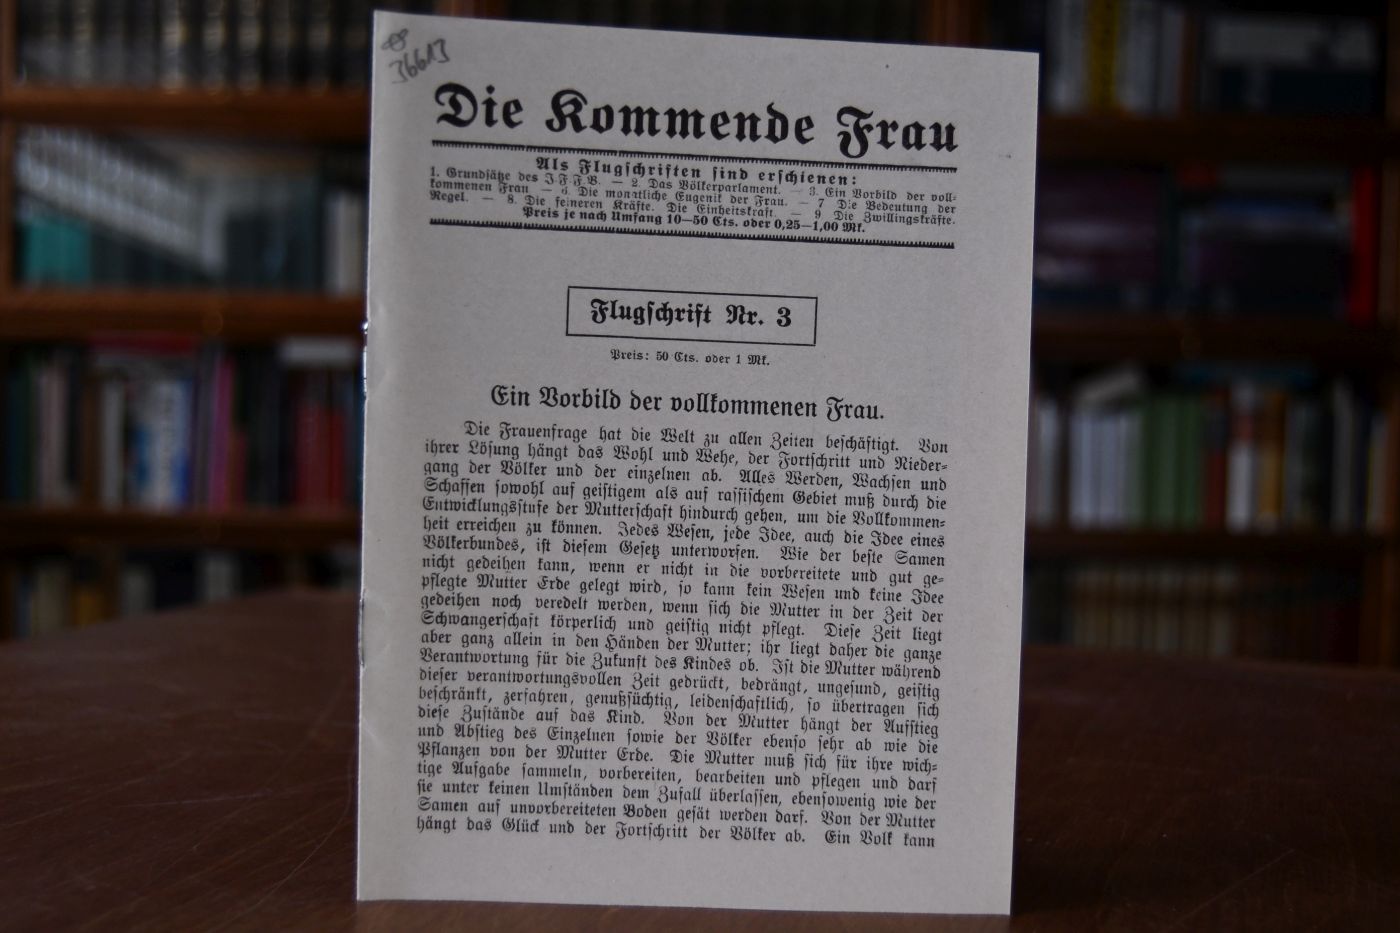 36613
Die Kommende Frau
Als Flugschriften sind erschienen:
1. Grundsätze des J.F.F.B. — 2. Das Völkerparlament. — 3. Ein Vorbild der voll-
kommenen Frau — 6. Die monatliche Eugenik der Frau. — 7 Die Bedeutung der
Regel. — 8. Die feineren Kräfte. Die Einheitskraft. — 9 Die Zwillingskräfte.
Preis je nach Umfang 10—50 Cts. oder 0,25—1,00 Mk.
Flugschrift Nr. 3
Preis: 50 Cts. oder 1 Mk.
Ein Vorbild der vollkommenen Frau.
Die Frauenfrage hat die Welt zu allen Zeiten beschäftigt. Von
ihrer Lösung hängt das Wohl und Wehe, der Fortschritt und Nieder-
gang der Völker und der einzelnen ab. Alles Werden, Wachsen und
Schaffen sowohl auf geistigem als auf rassischem Gebiet muß durch die
Entwicklungsstufe der Mutterschaft hindurch gehen, um die Vollkommen-
heit erreichen zu können. Jedes Wesen, jede Idee, auch die Idee eines
Völkerbundes, ist diesem Gesetz unterworfen. Wie der beste Samen
nicht gedeihen kann, wenn er nicht in die vorbereitete und gut ge-
pflegte Mutter Erde gelegt wird, so kann kein Wesen und keine Idee
gedeihen noch veredelt werden, wenn sich die Mutter in der Zeit der
Schwangerschaft körperlich und geistig nicht pflegt. Diese Zeit liegt
aber ganz allein in den Händen der Mutter; ihr liegt daher die ganze
Verantwortung für die Zukunft des Kindes ob. Ist die Mutter während
dieser verantwortungsvollen Zeit gedrückt, bedrängt, ungesund, geistig
beschränkt, zerfahren, genußsüchtig, leidenschaftlich, so übertragen sich
diese Zustände auf das Kind. Von der Mutter hängt der Aufstieg
und Abstieg des Einzelnen sowie der Völker ebenso sehr ab wie die
Pflanzen von der Mutter Erde. Die Mutter muß sich für ihre wich-
tige Aufgabe sammeln, vorbereiten, bearbeiten und pflegen und darf
sie unter keinen Umständen dem Zufall überlassen, ebensowenig wie der
Samen auf unvorbereiteten Boden gesät werden darf. Von der Mutter
hängt das Glück und der Fortschritt der Völker ab. Ein Volk kann